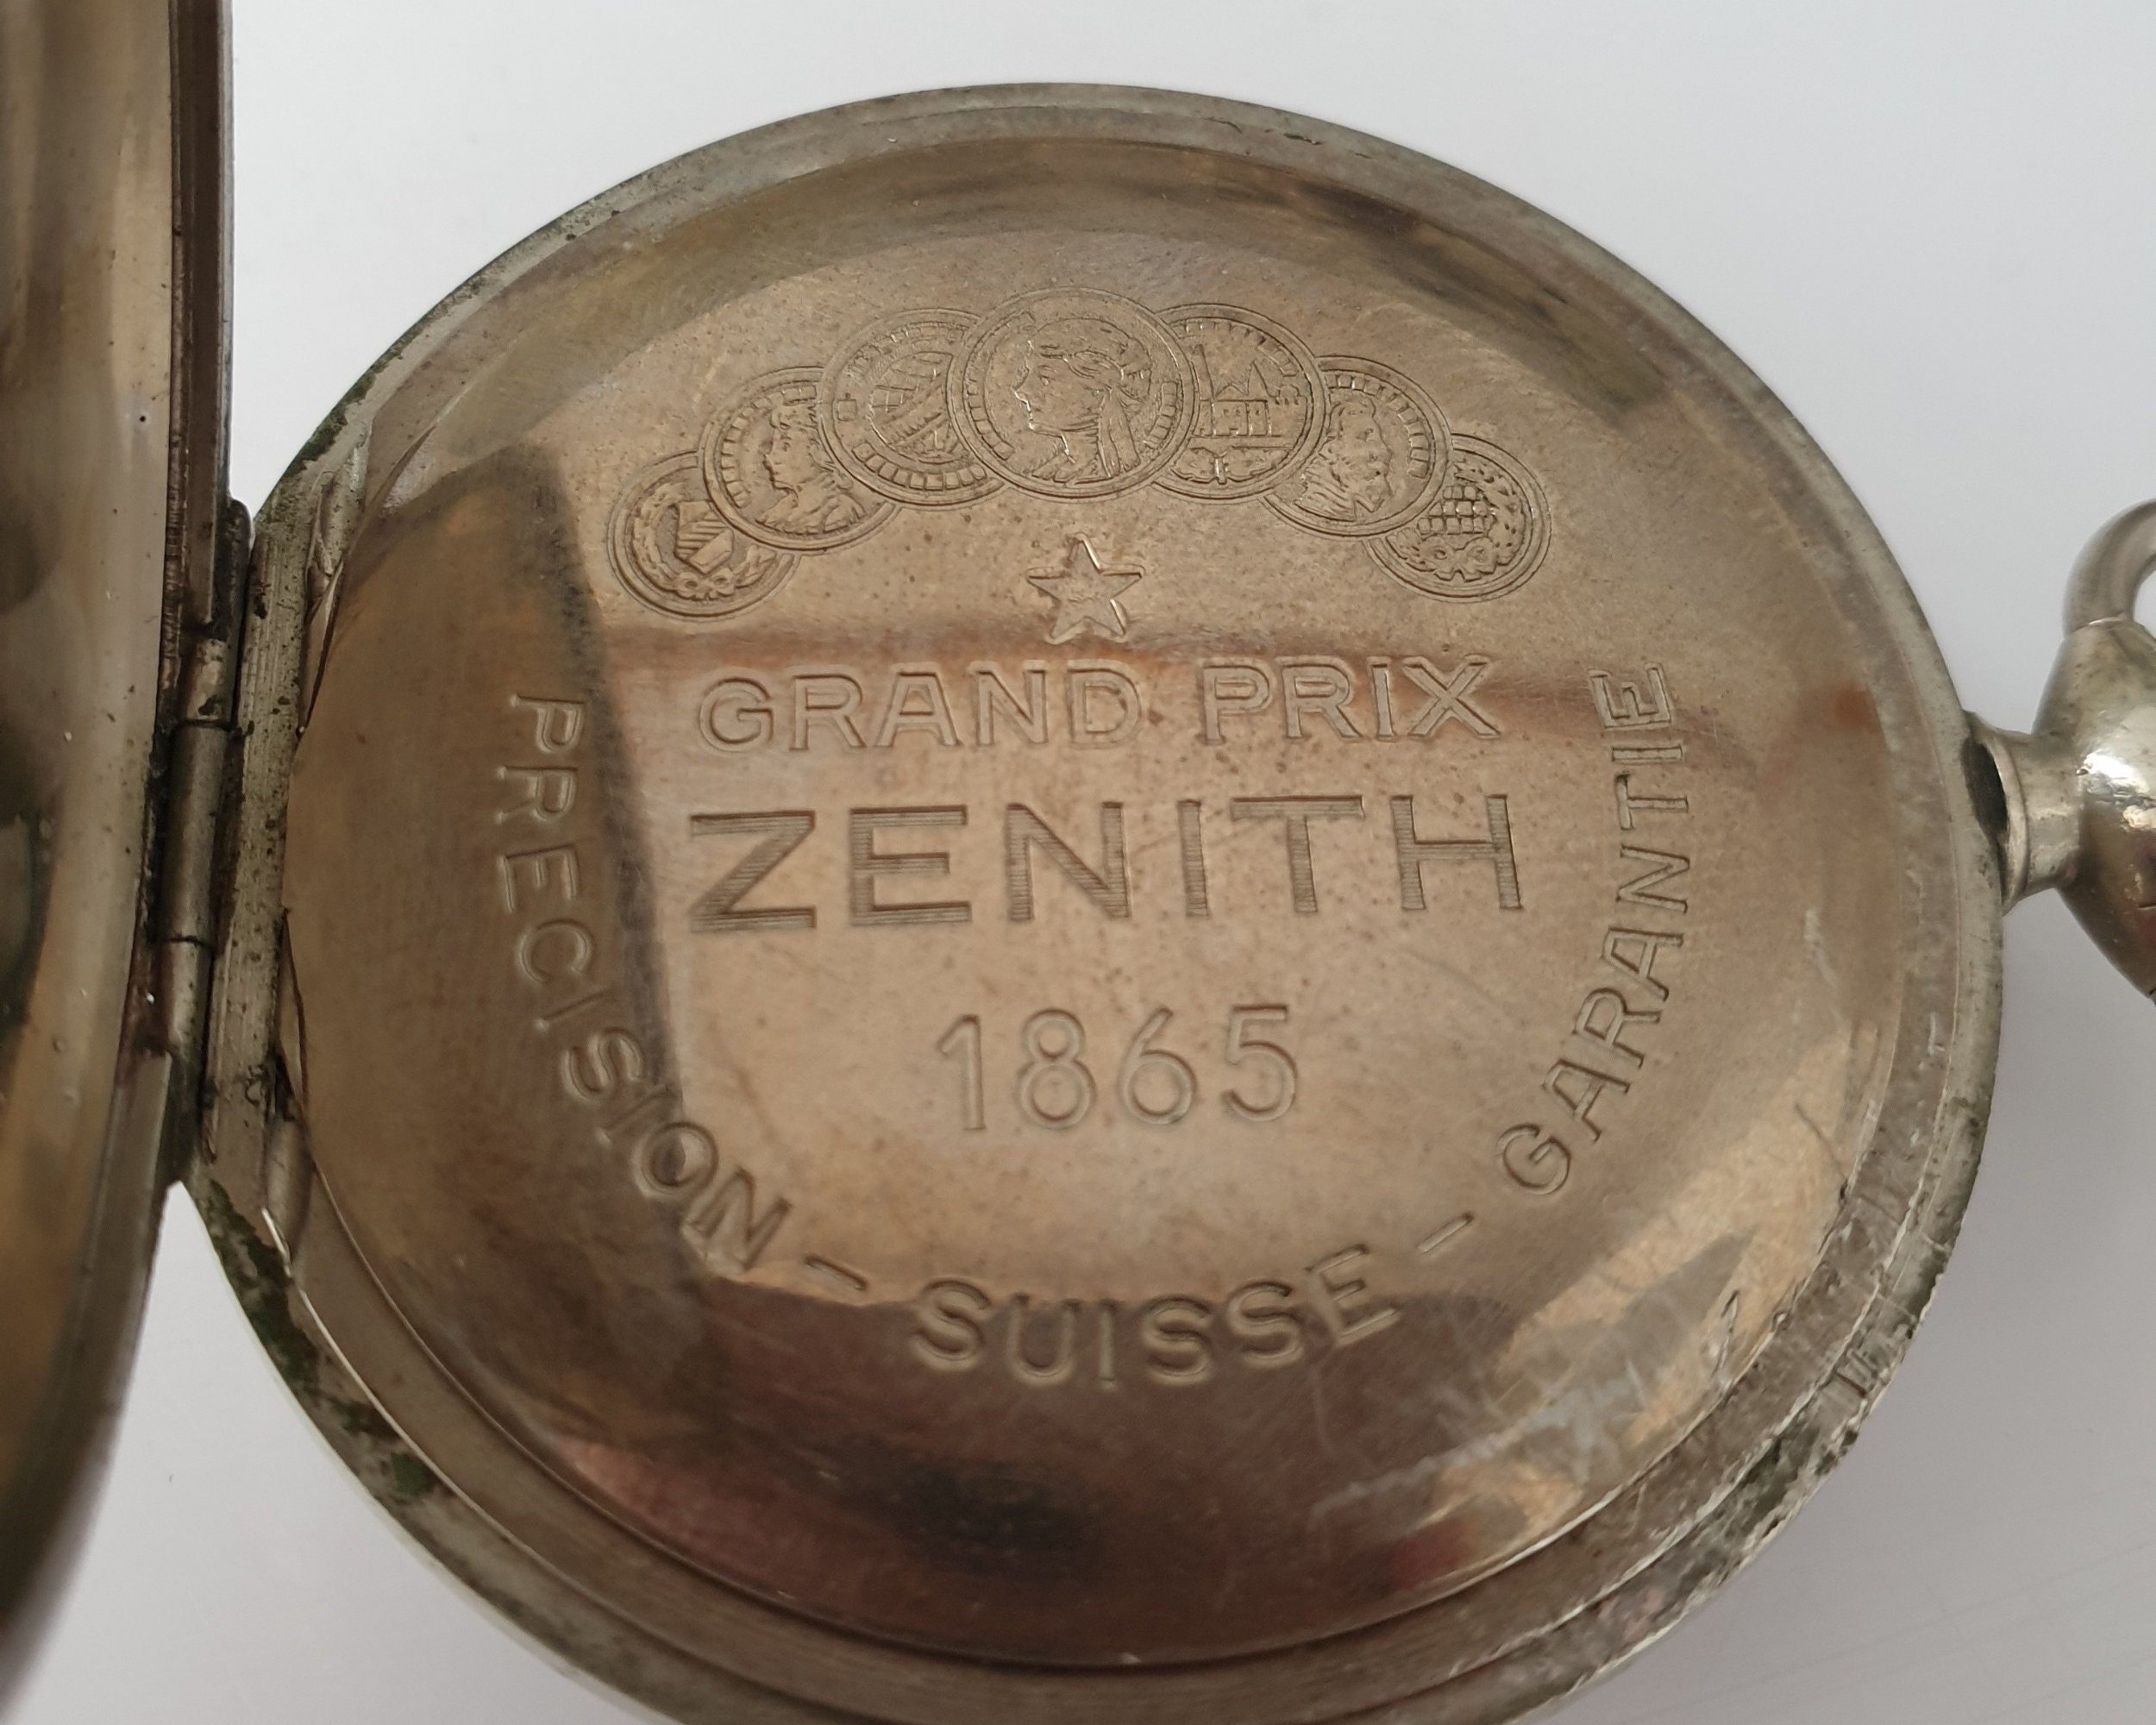 GRAND PRIX
ZENITH
1865
PRECISION - SUISSE - GARANTIE